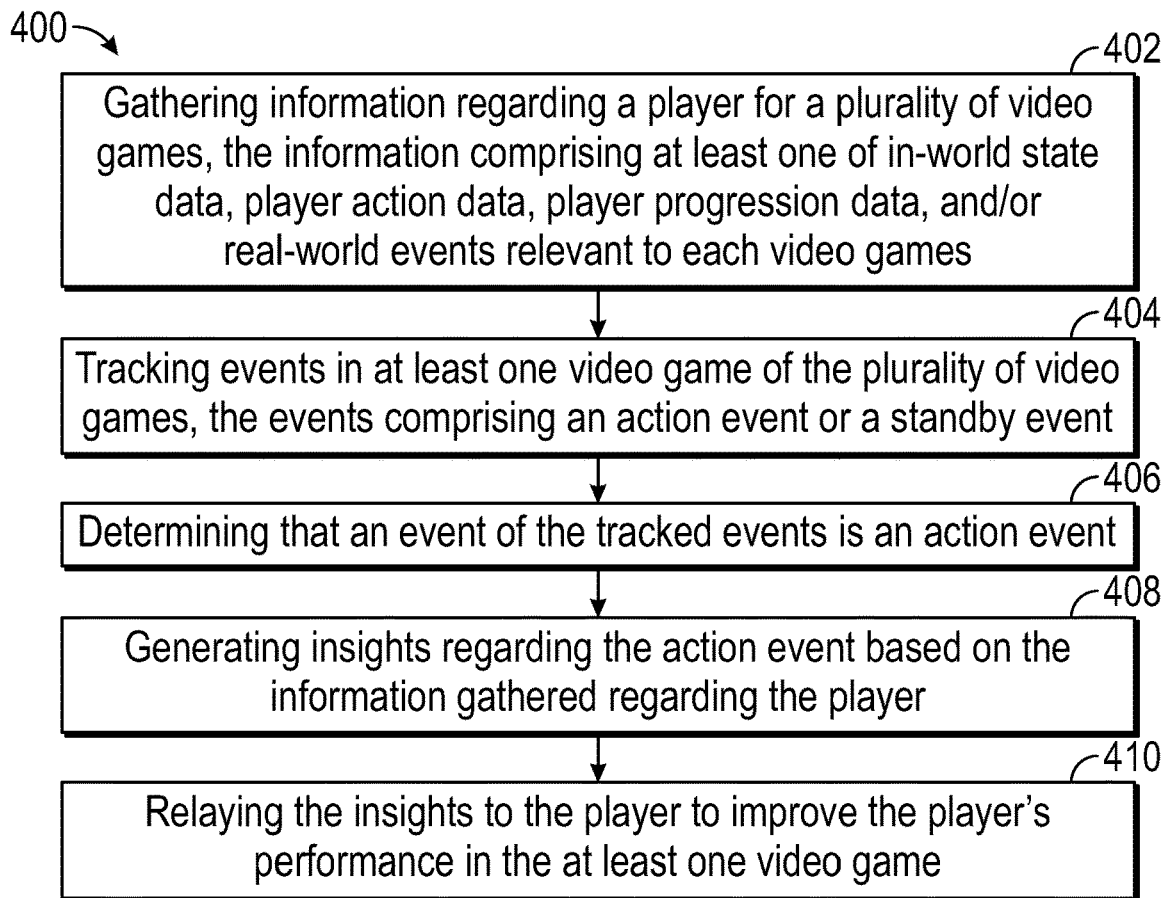 400
402
Gathering information regarding a player for a plurality of video
games, the information comprising at least one of in-world state
data, player action data, player progression data, and/or
real-world events relevant to each video games
404
Tracking events in at least one video game of the plurality of video
games, the events comprising an action event or a standby event
406
Determining that an event of the tracked events is an action event
408
Generating insights regarding the action event based on the
information gathered regarding the player
410
Relaying the insights to the player to improve the player’s
performance in the at least one video game